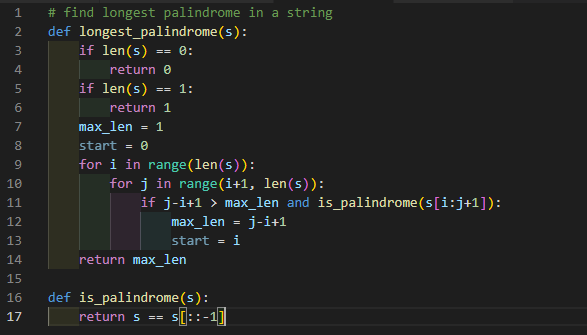 1 # find longest palindrome in a string
2 def longest_palindrome(s):
3     if len(s) == 0:
4         return 0
5     if len(s) == 1:
6         return 1
7     max_len = 1
8     start = 0
9     for i in range(len(s)):
10         for j in range(i+1, len(s)):
11             if j-i+1 > max_len and is_palindrome(s[i:j+1]):
12                 max_len = j-i+1
13                 start = i
14     return max_len
15
16 def is_palindrome(s):
17     return s == s[::-1]